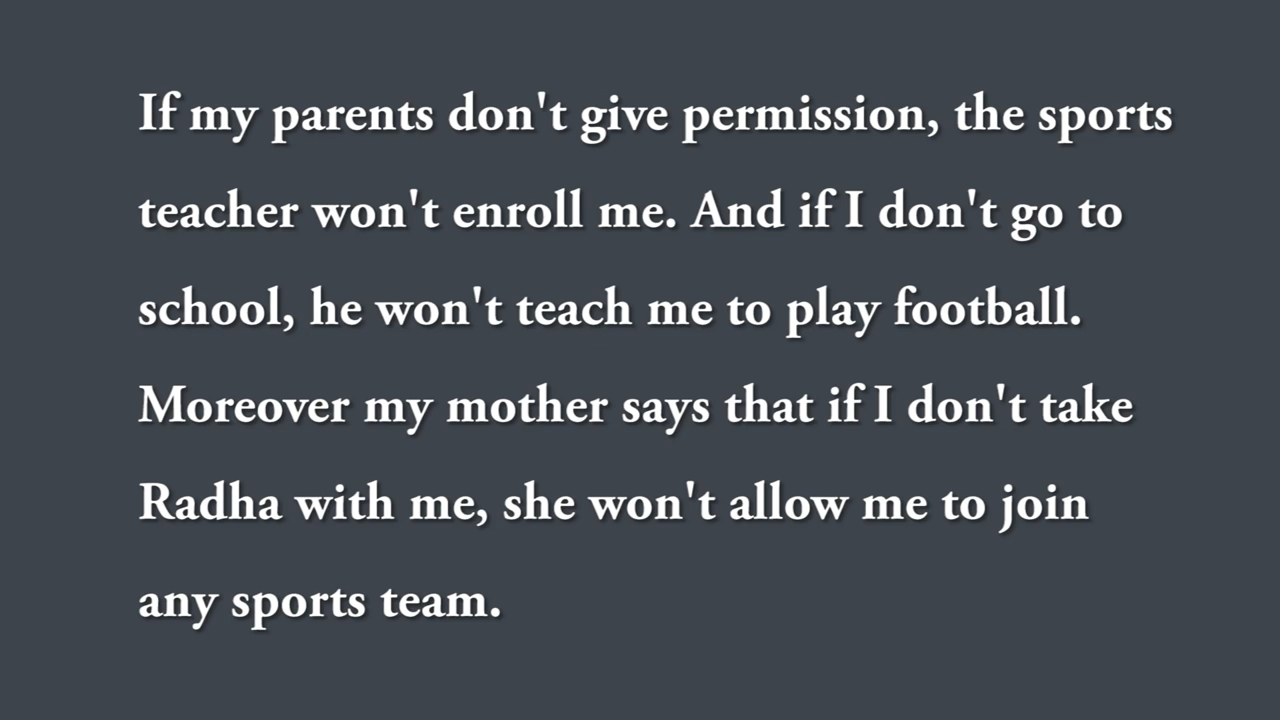 If my parents don't give permission, the sports
teacher won't enroll me. And if I don't go to
school, he won't teach me to play football.
Moreover my mother says that if I don't take
Radha with me, she won't allow me to join
any sports team.